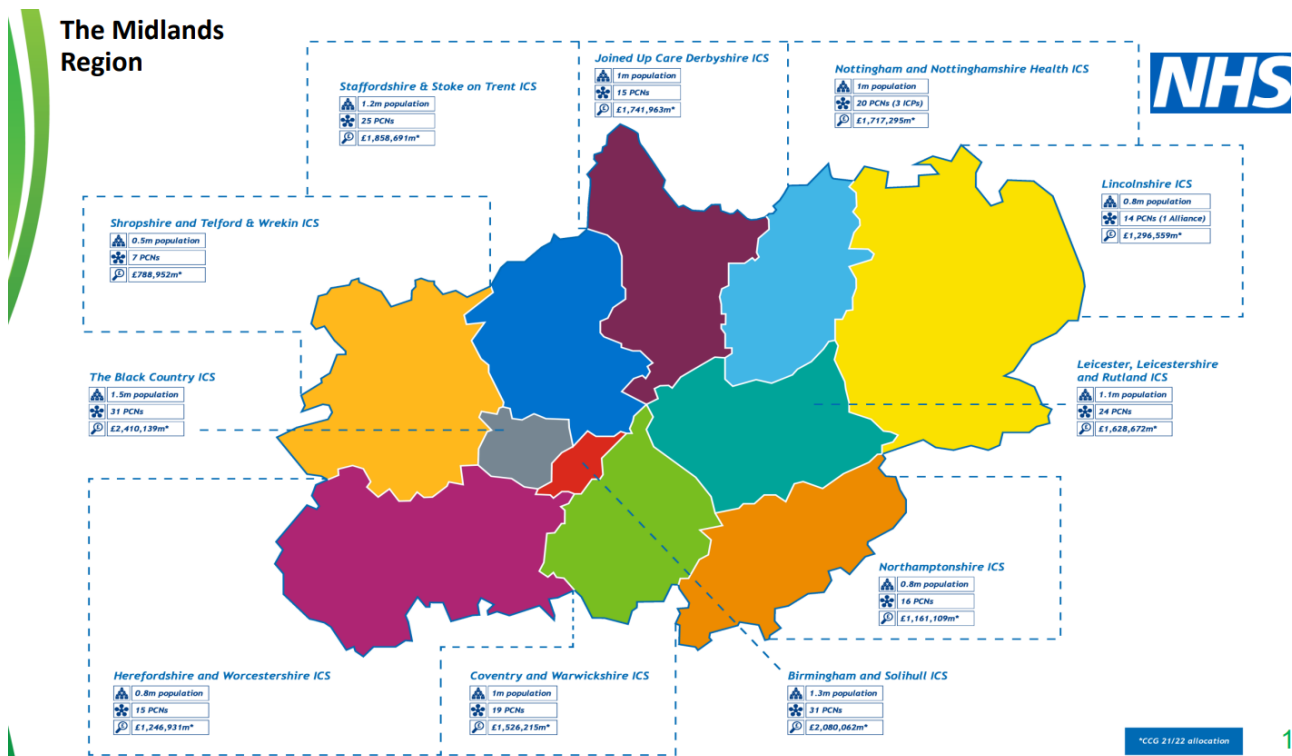 The Midlands
Region
NHS
Joined Up Care Derbyshire ICS
1m population
15 PCNs
£1,741,963m*
Nottingham and Nottinghamshire Health ICS
1m population
20 PCNs (3 ICPs)
£1,717,295m*
Staffordshire & Stoke on Trent ICS
1.2m population
25 PCNs
£1,858,691m*
Lincolnshire ICS
0.8m population
14 PCNs (1 Alliance)
£1,296,559m*
Shropshire and Telford & Wrekin ICS
0.5m population
7 PCNs
£788,952m*
The Black Country ICS
1.5m population
31 PCNs
£2,410,139m*
Leicester, Leicestershire
and Rutland ICS
1.1m population
24 PCNs
£1,628,672m*
Northamptonshire ICS
0.8m population
16 PCNs
£1,161,109m*
Herefordshire and Worcestershire ICS
0.8m population
15 PCNs
£1,246,931m*
Coventry and Warwickshire ICS
1m population
19 PCNs
£1,526,215m*
Birmingham and Solihull ICS
1.3m population
31 PCNs
£2,080,062m*
*CCG 21/22 allocation
1